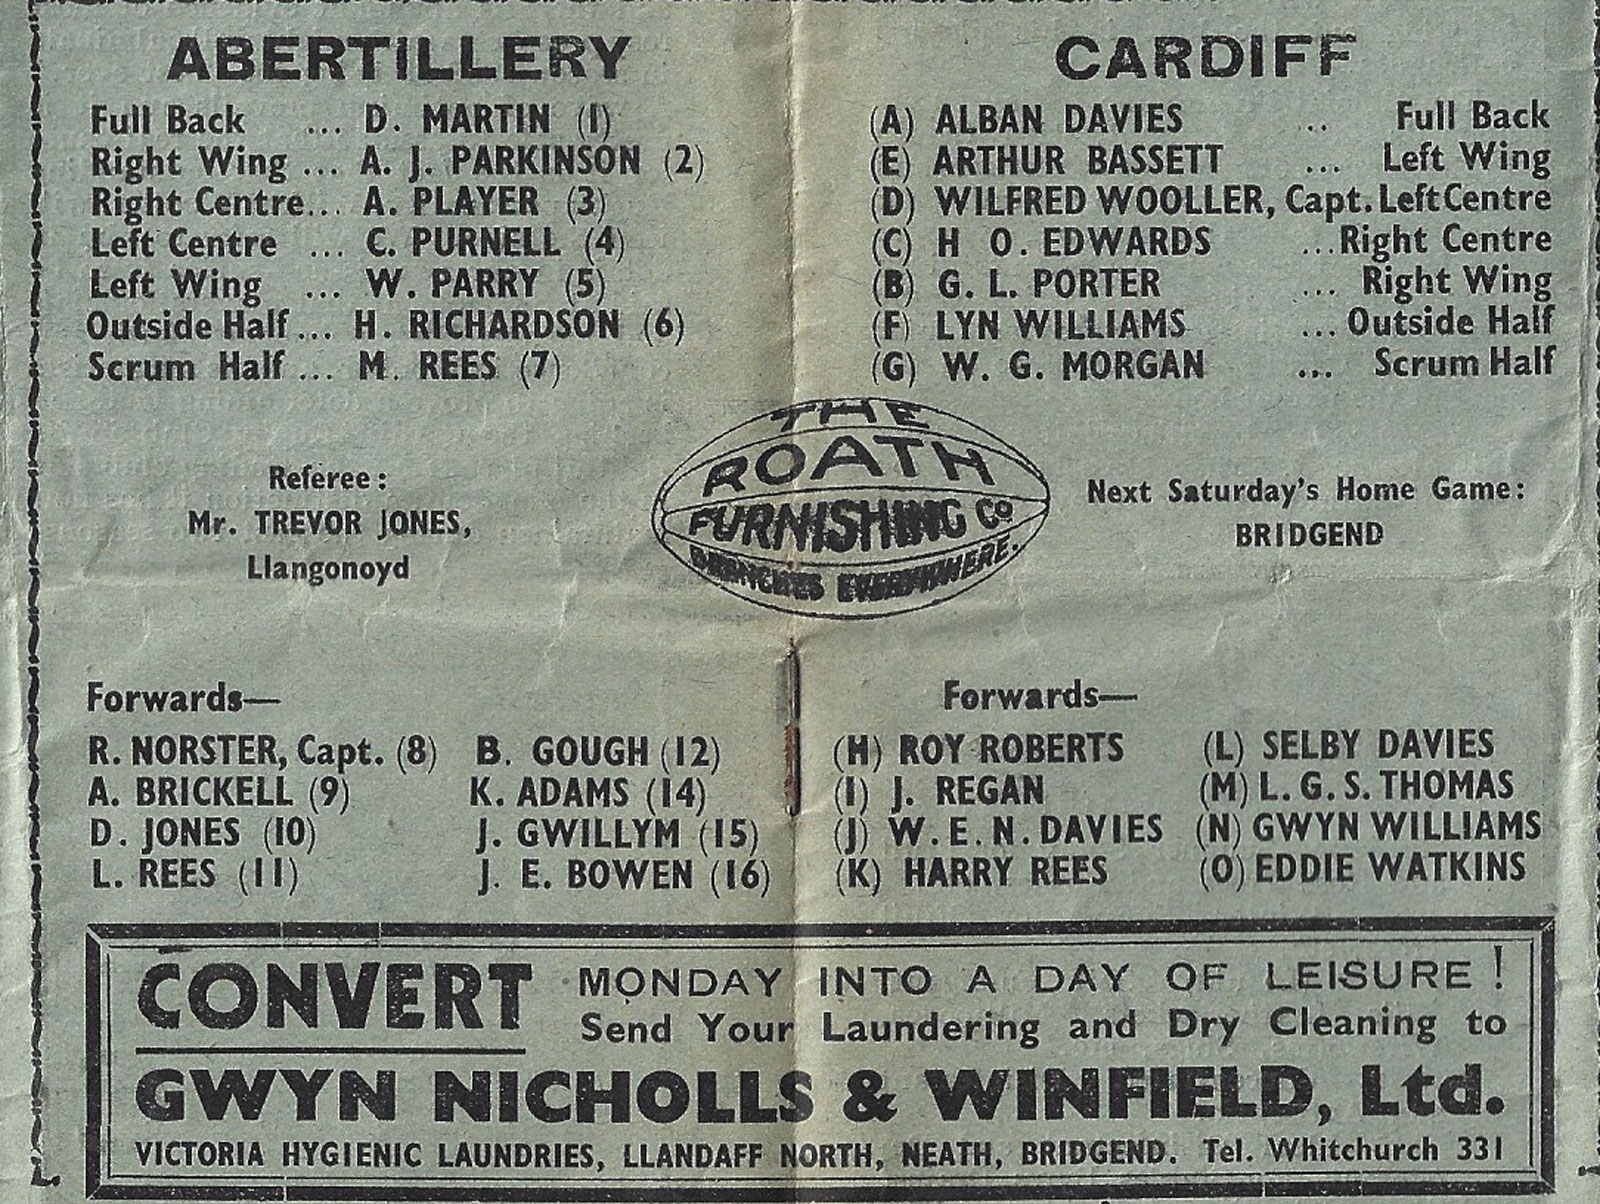 ABERTILLERY
Full Back ... D. MARTIN (1)
Right Wing ... A. J. PARKINSON (2)
Right Centre... A. PLAYER (3)
Left Centre ... C. PURNELL (4)
Left Wing ... W. PARRY (5)
Outside Half ... H. RICHARDSON (6)
Scrum Half ... M. REES (7)
CARDIFF
(A) ALBAN DAVIES ... Full Back
(E) ARTHUR BASSETT ... Left Wing
(D) WILFRED WOOLLER, Capt. Left Centre
(C) H O. EDWARDS ... Right Centre
(B) G. L. PORTER ... Right Wing
(F) LYN WILLIAMS ... Outside Half
(G) W. G. MORGAN ... Scrum Half
Referee:
Mr. TREVOR JONES,
Llangonoyd
THE
ROATH
FURNISHING Co
BRANCHES EVERYWHERE.
Next Saturday's Home Game:
BRIDGEND
Forwards—
R. NORSTER, Capt. (8) B. GOUGH (12)
A. BRICKELL (9) K. ADAMS (14)
D. JONES (10) J. GWILLYM (15)
L. REES (11) J. E. BOWEN (16)
Forwards—
(H) ROY ROBERTS (L) SELBY DAVIES
(I) J. REGAN (M) L. G. S. THOMAS
(J) W. E. N. DAVIES (N) GWYN WILLIAMS
(K) HARRY REES (O) EDDIE WATKINS
CONVERT MONDAY INTO A DAY OF LEISURE!
Send Your Laundering and Dry Cleaning to
GWYN NICHOLLS & WINFIELD, Ltd.
VICTORIA HYGIENIC LAUNDRIES, LLANDAFF NORTH, NEATH, BRIDGEND. Tel. Whitchurch 331